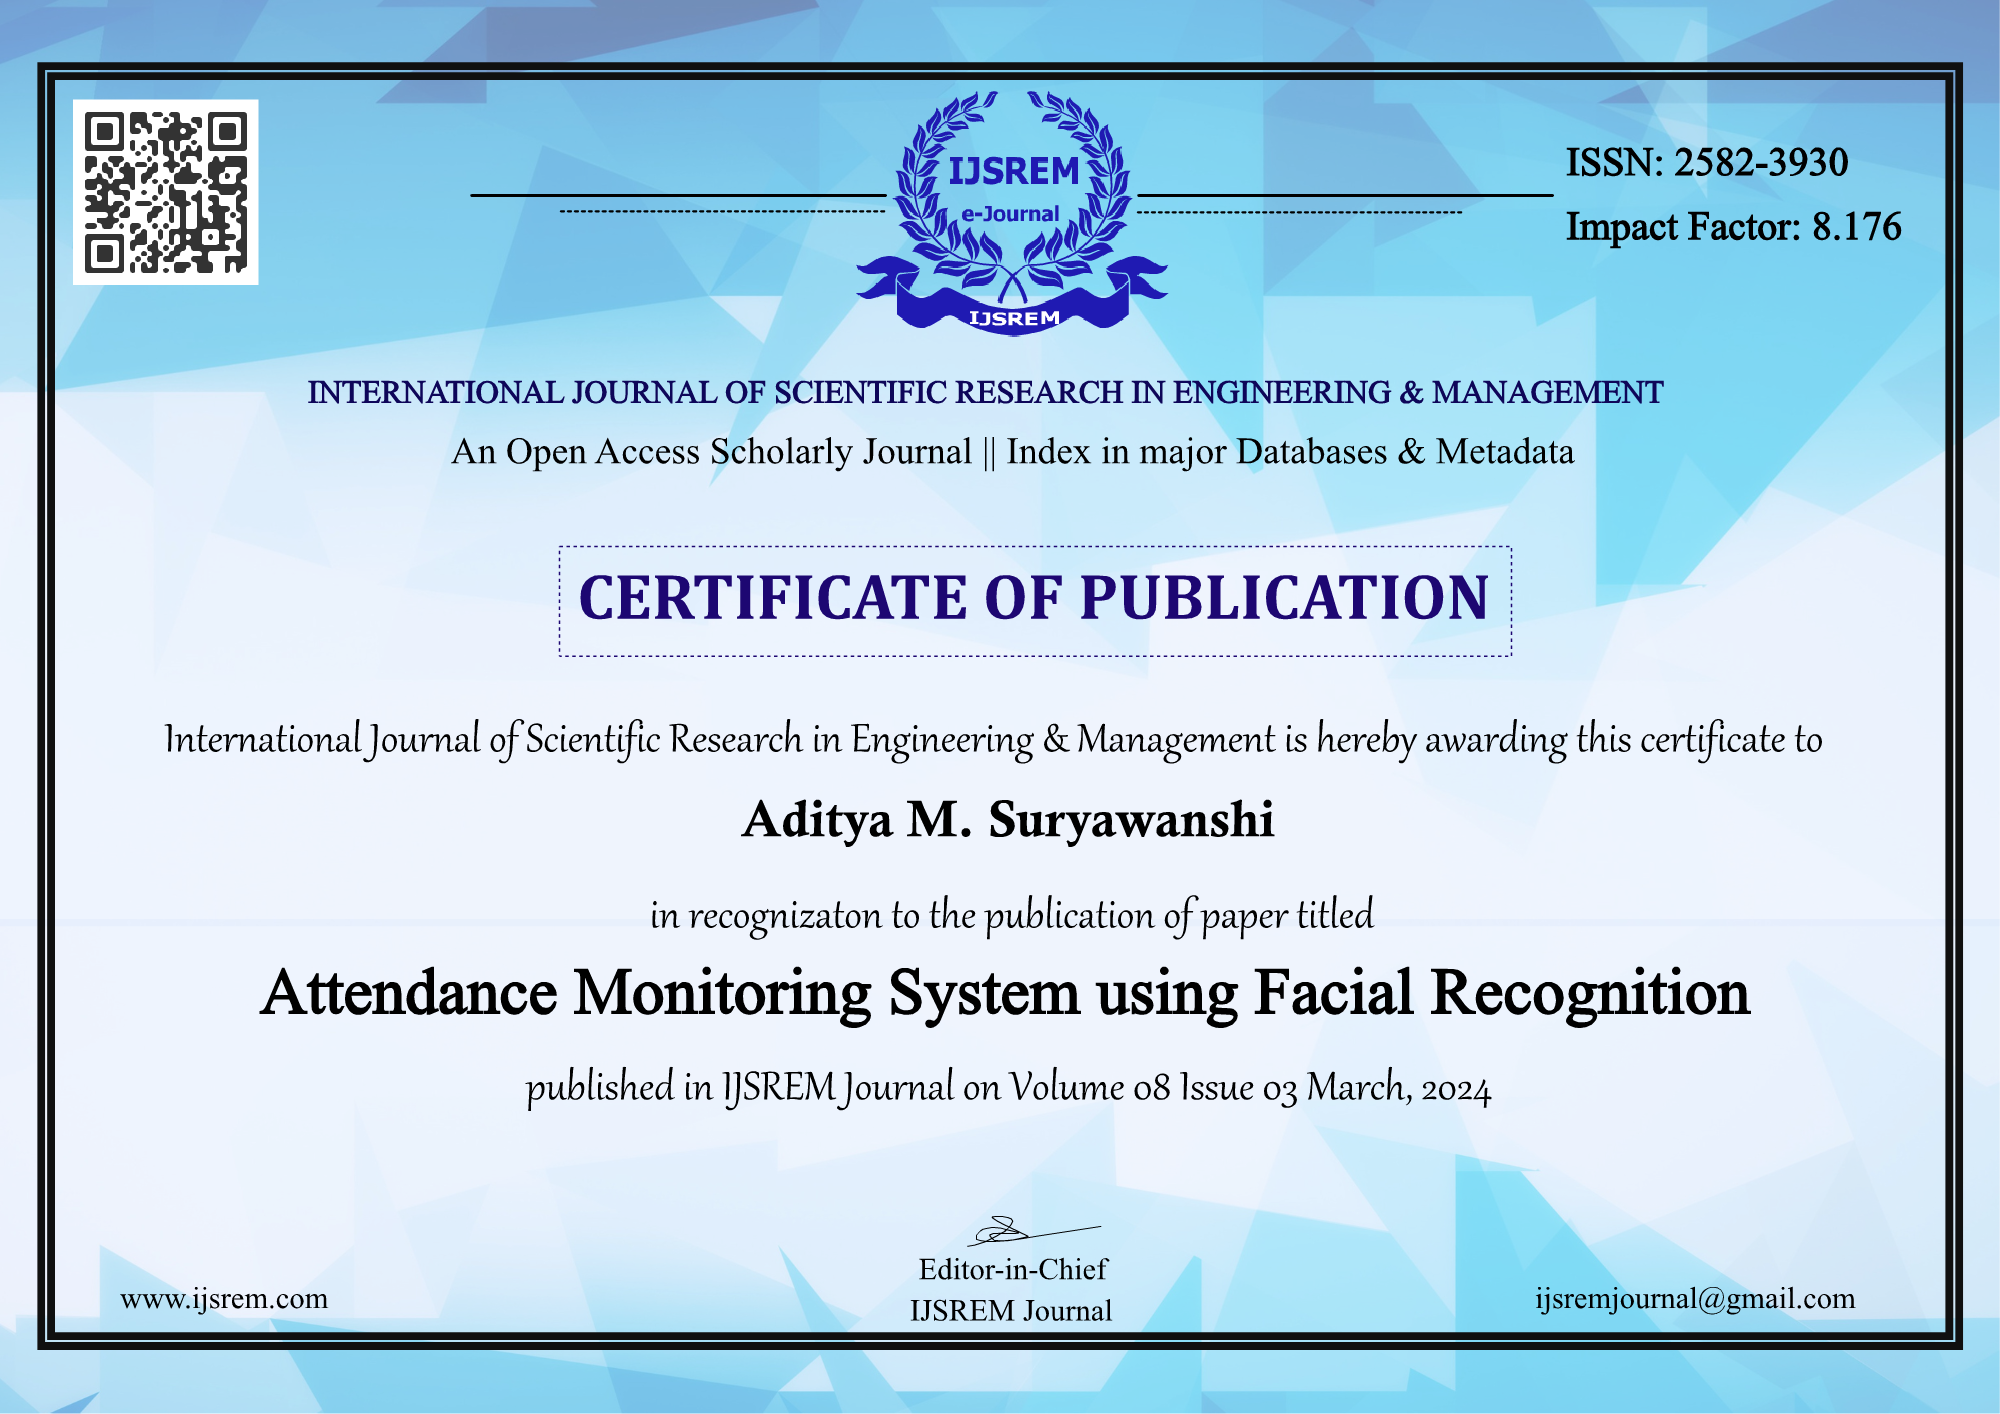 IJSREM
e-Journal
IJSREM
ISSN: 2582-3930
Impact Factor: 8.176
INTERNATIONAL JOURNAL OF SCIENTIFIC RESEARCH IN ENGINEERING & MANAGEMENT
An Open Access Scholarly Journal || Index in major Databases & Metadata
CERTIFICATE OF PUBLICATION
International Journal of Scientific Research in Engineering & Management is hereby awarding this certificate to
Aditya M. Suryawanshi
in recognizaton to the publication of paper titled
Attendance Monitoring System using Facial Recognition
published in IJSREM Journal on Volume 08 Issue 03 March, 2024
Editor-in-Chief
IJSREM Journal
www.ijsrem.com
ijsremjournal@gmail.com